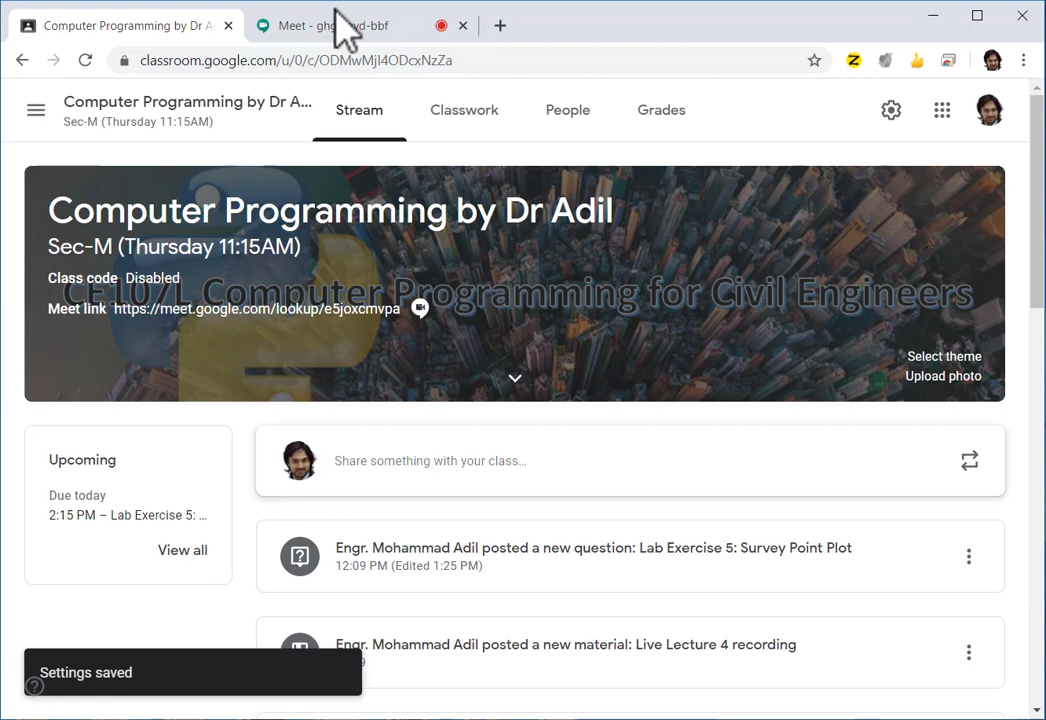 Computer Programming by Dr A
Meet - gh
classroom.google.com/u/0/c/ODMwMjI4ODcxNzZa
Computer Programming by Dr A...
Sec-M (Thursday 11:15AM)
Stream
Classwork
People
Grades
Computer Programming by Dr Adil
Sec-M (Thursday 11:15AM)
Class code Disabled
Computer Programming for Civil Engineers
Meet link https://meet.google.com/lookup/e5joxcmvpa
Select theme
Upload photo
Upcoming
Due today
2:15 PM – Lab Exercise 5: ...
View all
Share something with your class...
Engr. Mohammad Adil posted a new question: Lab Exercise 5: Survey Point Plot
12:09 PM (Edited 1:25 PM)
Engr. Mohammad Adil posted a new material: Live Lecture 4 recording
Settings saved